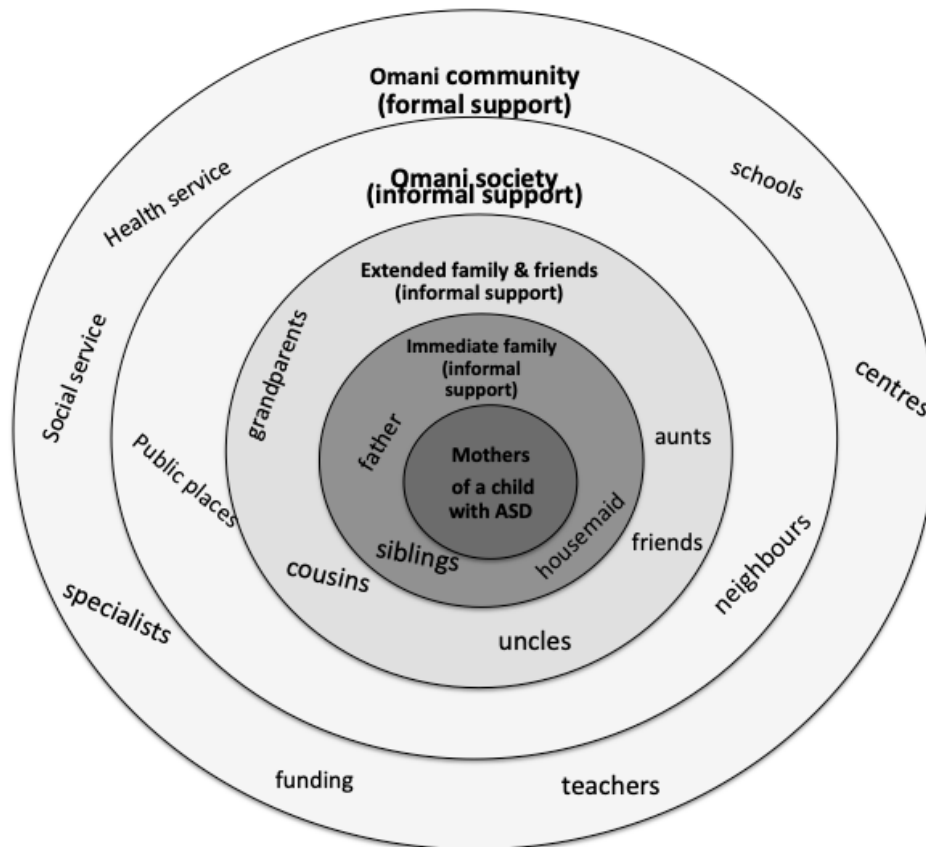 Omani community
(formal support)
Health service
schools
Omani society
(informal support)
Extended family & friends
(informal support)
Social service
grandparents
Immediate family
(informal
support)
centres
father
aunts
Mothers
of a child
with ASD
Public places
housemaid
friends
siblings
cousins
neighbours
specialists
uncles
funding
teachers